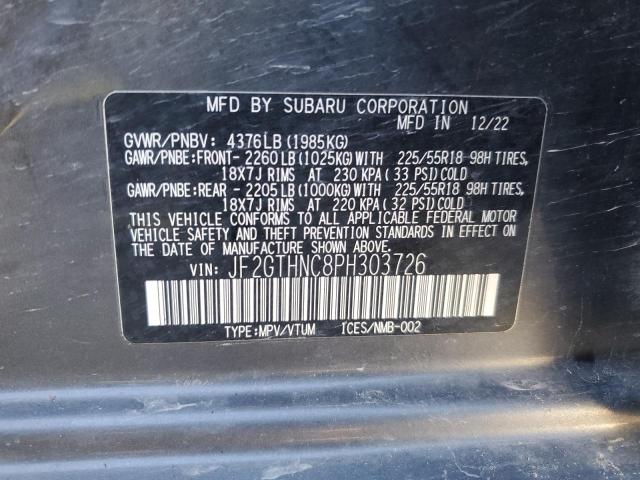 MFD BY SUBARU CORPORATION
MFD IN 12/22
GVWR/PNBV: 4376LB(1985KG)
GAWR/PNBE:FRONT- 2260LB(1025KG)WITH 225/55R18 98H TIRES,
18X7J RIMS AT 230 KPA(33 PSI)COLD
GAWR/PNBE:REAR - 2205LB(1000KG)WITH 225/55R18 98H TIRES,
18X7J RIMS AT 220 KPA(32 PSI)COLD
THIS VEHICLE CONFORMS TO ALL APPLICABLE FEDERAL MOTOR
VEHICLE SAFETY AND THEFT PREVENTION STANDARDS IN EFFECT ON
THE DATE OF MANUFACTURE SHOWN ABOVE.
VIN: JF2GTHNC8PH303726
TYPE:MPV/VTUM ICES/NMB-002